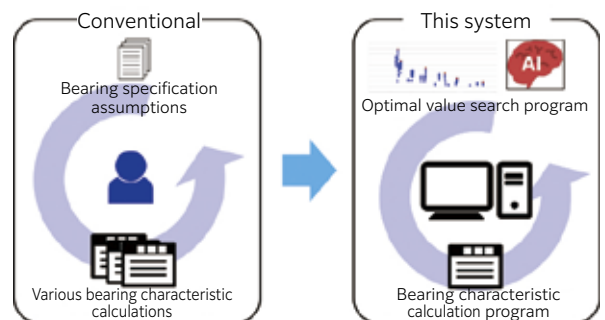 Conventional
Bearing specification
assumptions
Various bearing characteristic
calculations
This system
AI
Optimal value search program
Bearing characteristic
calculation program